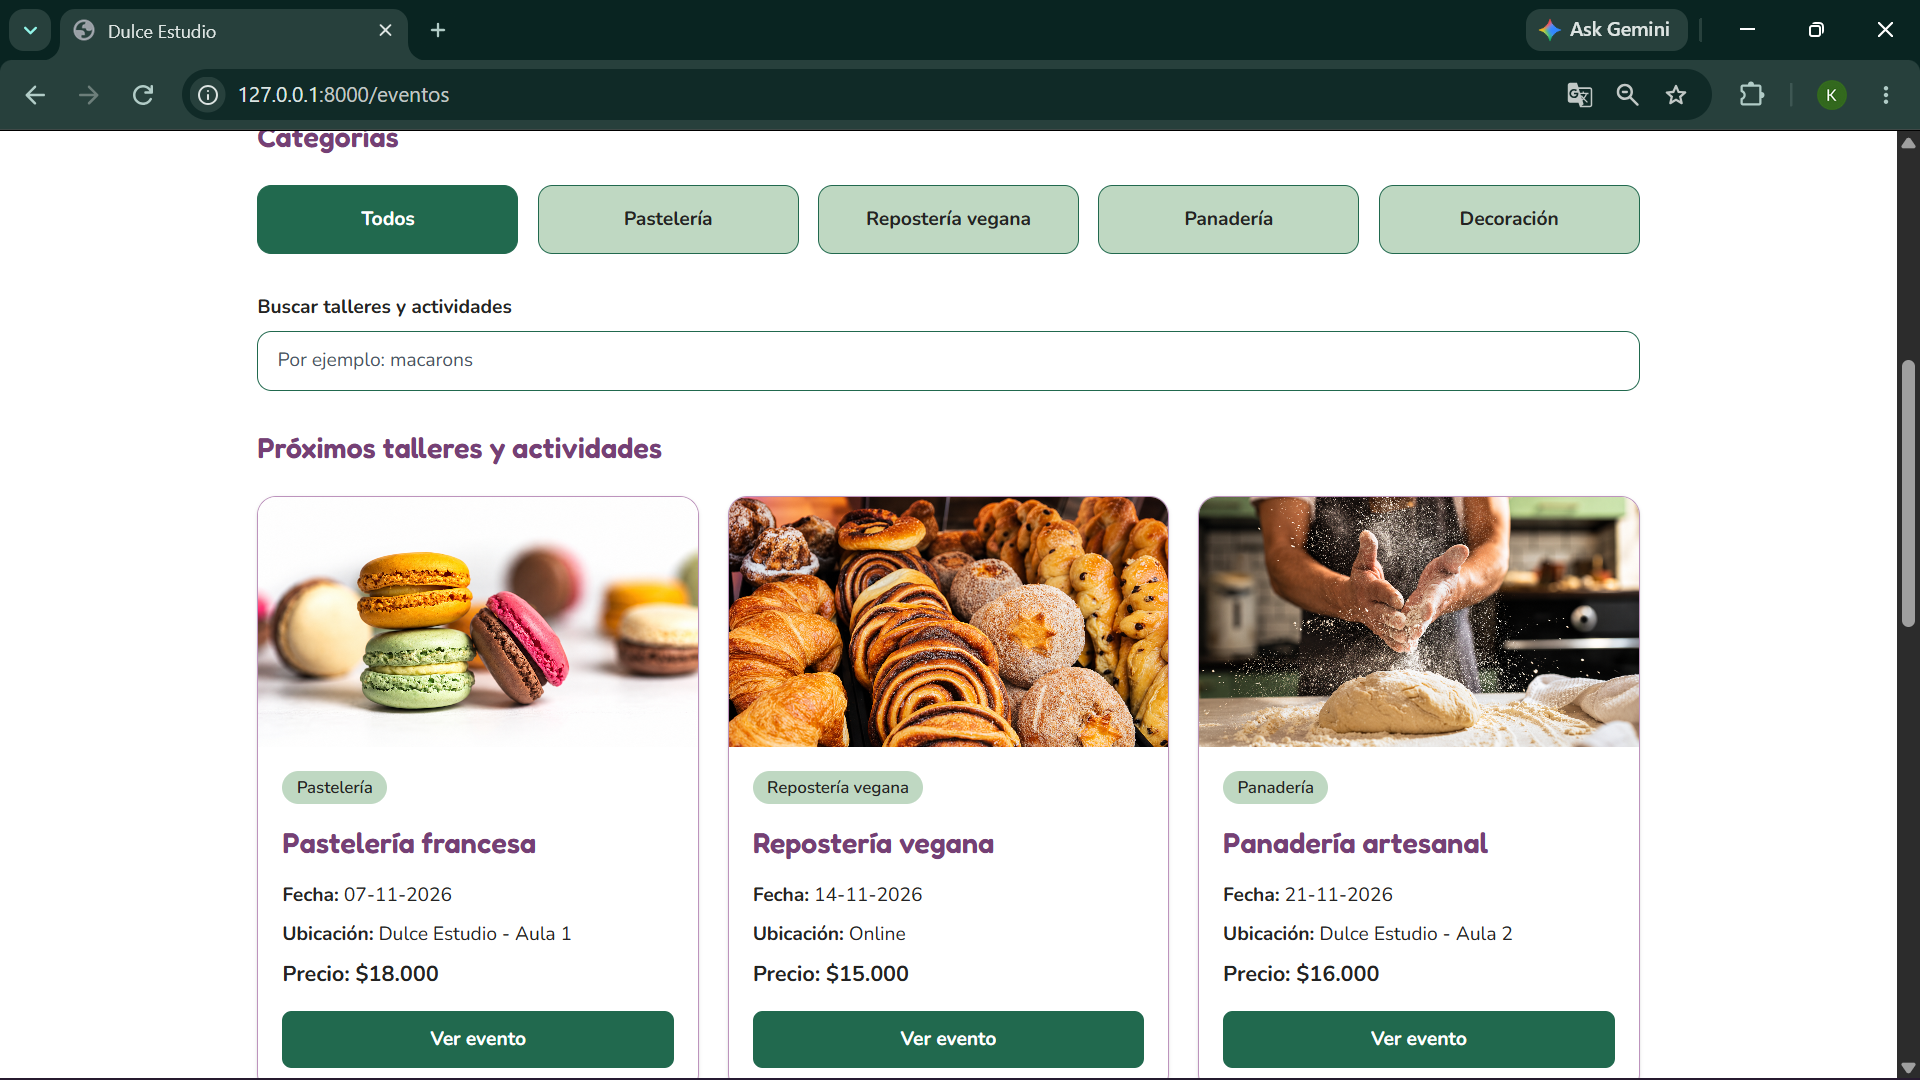 Dulce Estudio
Ask Gemini
127.0.0.1:8000/eventos
K
Categorías
Todos
Pastelería
Repostería vegana
Panadería
Decoración
Buscar talleres y actividades
Por ejemplo: macarons
Próximos talleres y actividades
Pastelería
Pastelería francesa
Fecha: 07-11-2026
Ubicación: Dulce Estudio - Aula 1
Precio: $18.000
Ver evento
Repostería vegana
Repostería vegana
Fecha: 14-11-2026
Ubicación: Online
Precio: $15.000
Ver evento
Panadería
Panadería artesanal
Fecha: 21-11-2026
Ubicación: Dulce Estudio - Aula 2
Precio: $16.000
Ver evento